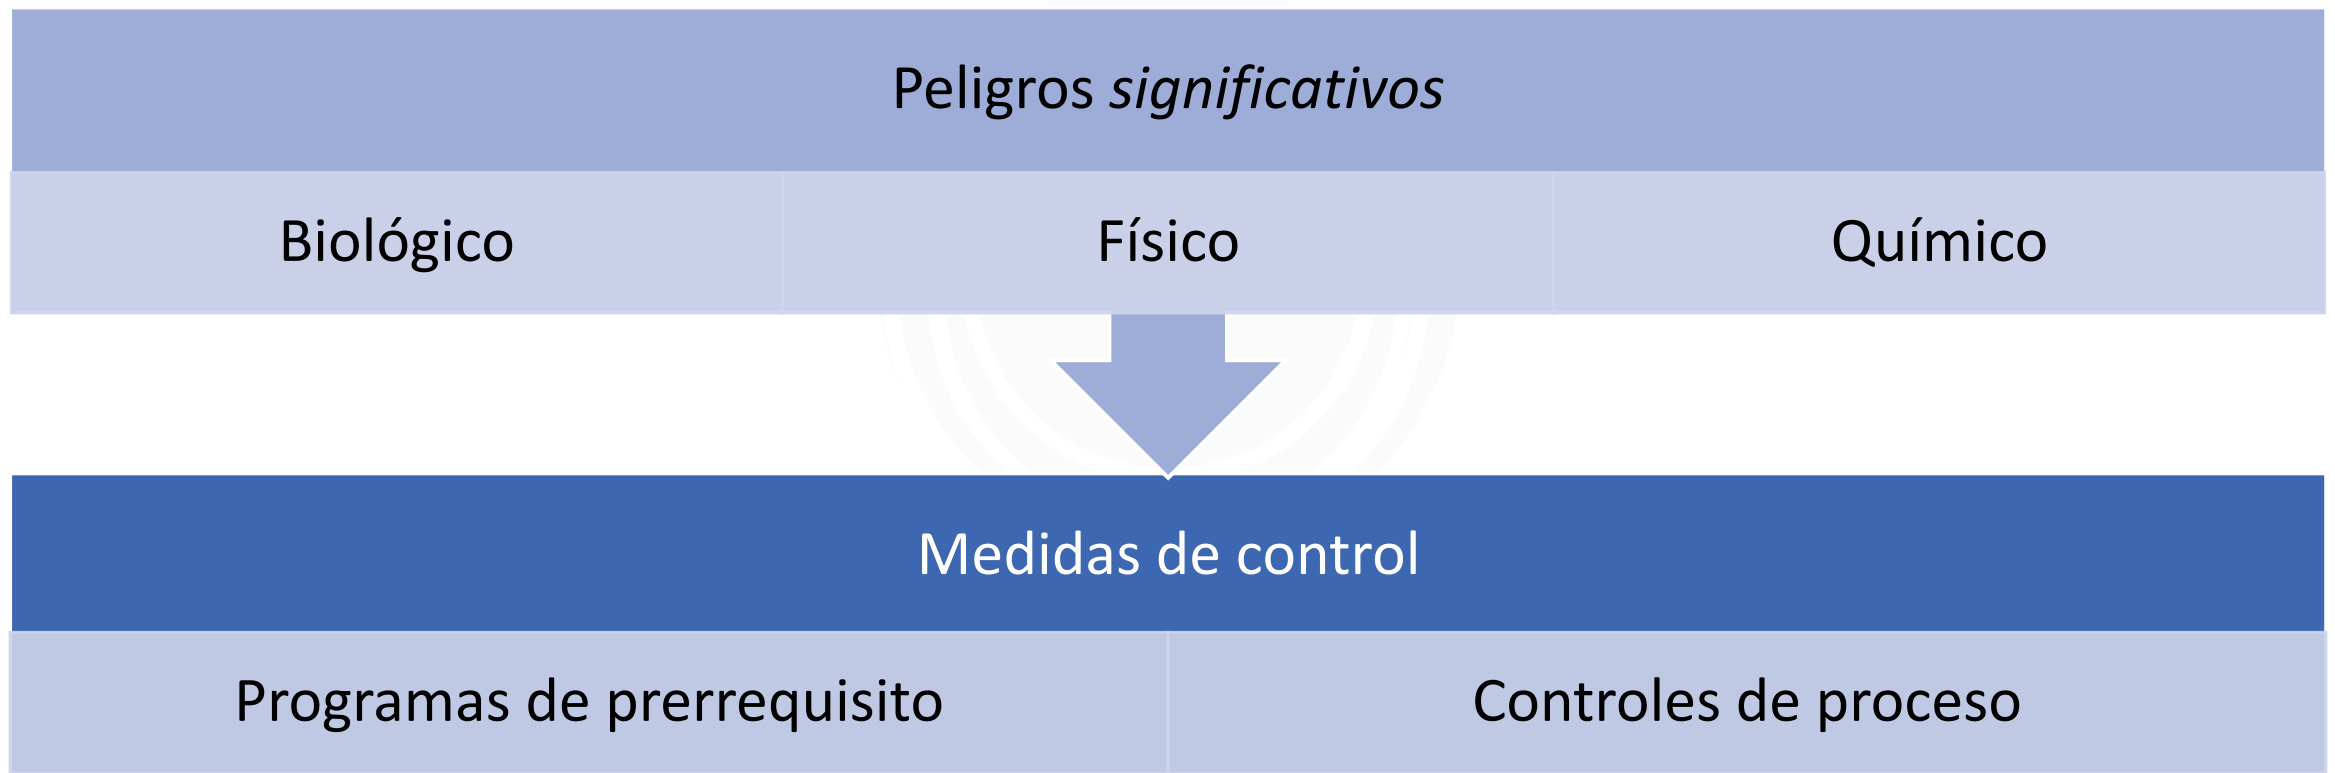 Peligros significativos
Biológico
Físico
Químico
Medidas de control
Programas de prerrequisito
Controles de proceso